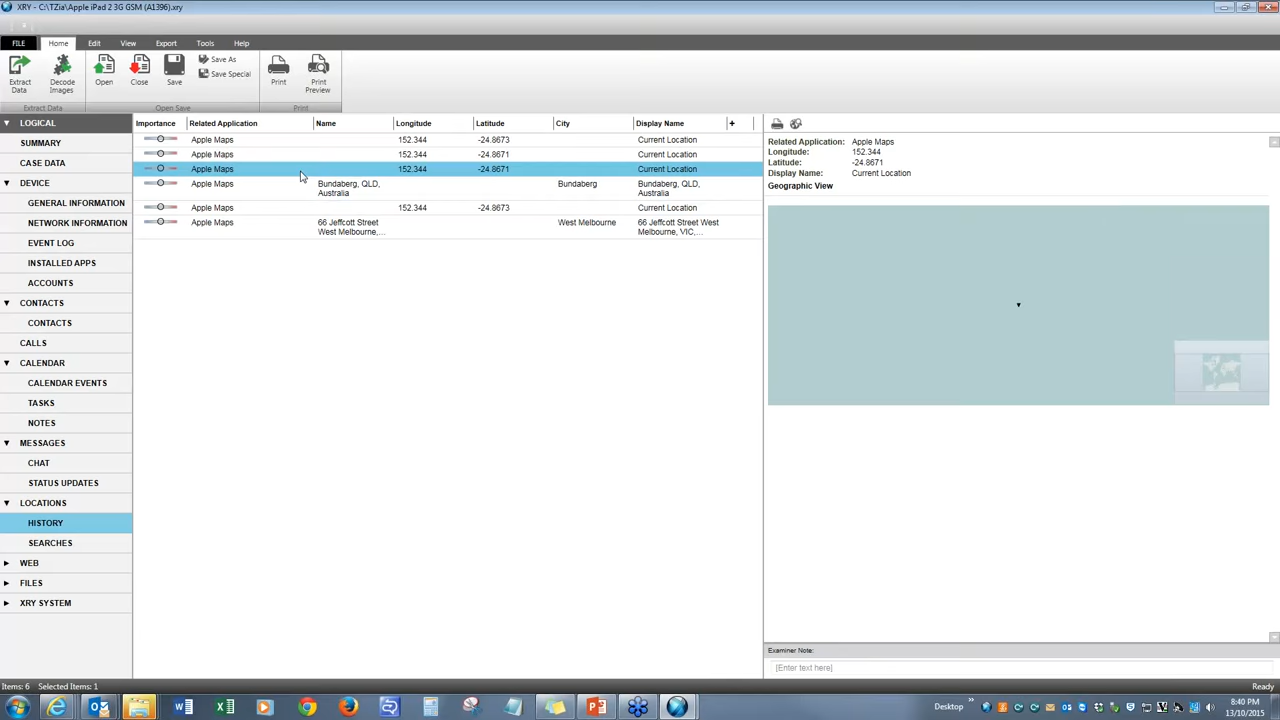 XRY - C:\TZia\Apple iPad 2 3G GSM (A1396).xry
FILE Home Edit View Export Tools Help
Extract Data
Decode Images
Open
Close
Save
Save As
Save Special
Print
Print Preview
Extract Data Open Save Print
LOGICAL
SUMMARY
CASE DATA
DEVICE
GENERAL INFORMATION
NETWORK INFORMATION
EVENT LOG
INSTALLED APPS
ACCOUNTS
CONTACTS
CONTACTS
CALLS
CALENDAR
CALENDAR EVENTS
TASKS
NOTES
MESSAGES
CHAT
STATUS UPDATES
LOCATIONS
HISTORY
SEARCHES
WEB
FILES
XRY SYSTEM
Importance Related Application Name Longitude Latitude City Display Name +
Apple Maps 152.344 -24.8673 Current Location
Apple Maps 152.344 -24.8671 Current Location
Apple Maps 152.344 -24.8671 Current Location
Apple Maps Bundaberg, QLD, Australia Bundaberg Bundaberg, QLD, Australia
Apple Maps 152.344 -24.8673 Current Location
Apple Maps 66 Jeffcott Street West Melbourne,... West Melbourne 66 Jeffcott Street West Melbourne, VIC,...
Related Application: Apple Maps
Longitude: 152.344
Latitude: -24.8671
Display Name: Current Location
Geographic View
Examiner Note:
[Enter text here]
Items: 6 Selected Items: 1 Ready
Desktop » 8:40 PM
13/10/2015